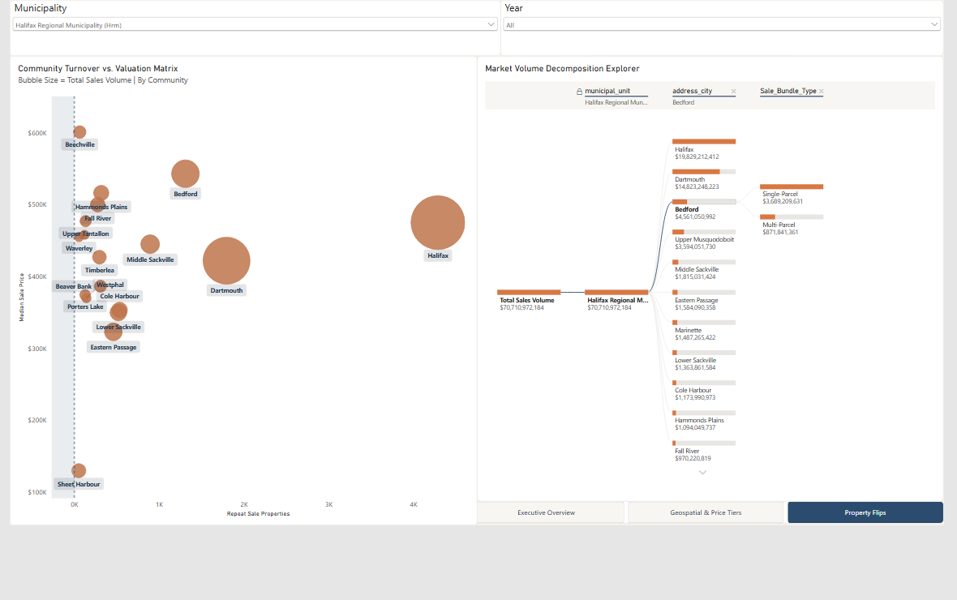 Municipality
Halifax Regional Municipality (Hrm)
Year
All
Community Turnover vs. Valuation Matrix
Bubble Size = Total Sales Volume | By Community
Median Sale Price
$600K
$500K
$400K
$300K
$200K
$100K
Beechville
Bedford
Hammonds Plains
Fall River
Upper Tantallon
Waverley
Middle Sackville
Halifax
Timberlea
Dartmouth
Beaver Bank
Westphal
Cole Harbour
Porters Lake
Lower Sackville
Eastern Passage
Sheet Harbour
0K
1K
2K
3K
4K
Repeat Sale Properties
Market Volume Decomposition Explorer
municipal_unit
Halifax Regional Mun...
address_city
Bedford
Sale_Bundle_Type
Total Sales Volume
$70,710,972,184
Halifax Regional M...
$70,710,972,184
Halifax
$19,829,212,412
Dartmouth
$14,823,248,223
Bedford
$4,561,050,992
Upper Musquodoboit
$3,594,051,730
Middle Sackville
$1,815,031,424
Eastern Passage
$1,584,090,358
Marinette
$1,487,265,422
Lower Sackville
$1,363,861,584
Cole Harbour
$1,173,990,973
Hammonds Plains
$1,094,049,737
Fall River
$970,220,819
Single-Parcel
$3,689,209,631
Multi-Parcel
$871,841,361
Executive Overview
Geospatial & Price Tiers
Property Flips